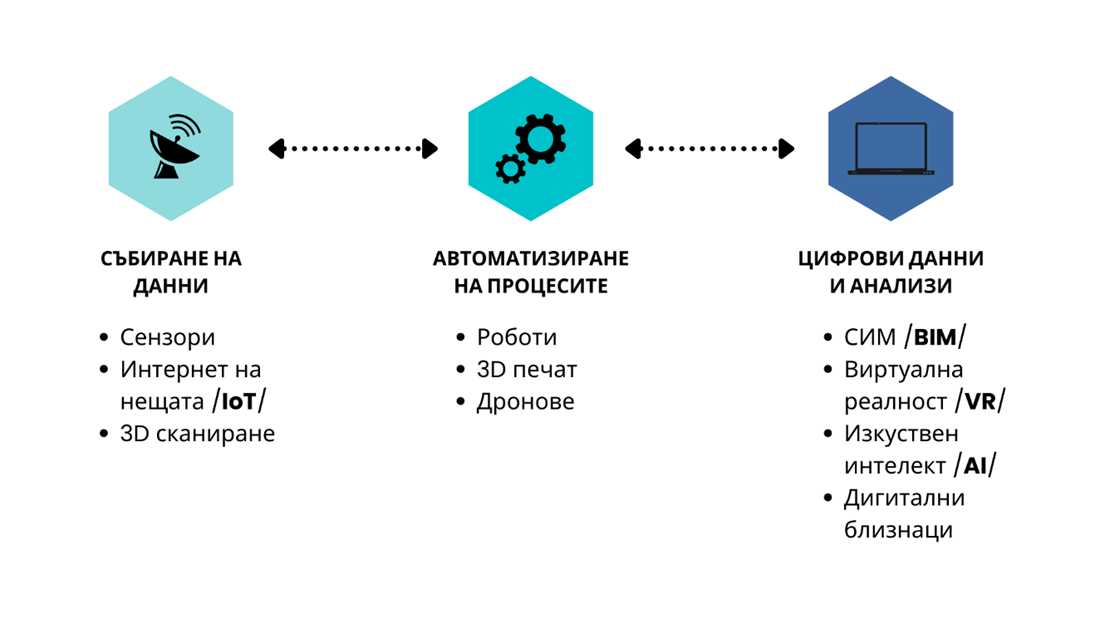 СЪБИРАНЕ НА
ДАННИ
• Сензори
• Интернет на
нещата /IoT/
• 3D сканиране
АВТОМАТИЗИРАНЕ
НА ПРОЦЕСИТЕ
• Роботи
• 3D печат
• Дронове
ЦИФРОВИ ДАННИ
И АНАЛИЗИ
• СИМ /BIM/
• Виртуална
реалност /VR/
• Изкуствен
интелект /AI/
• Дигитални
близнаци